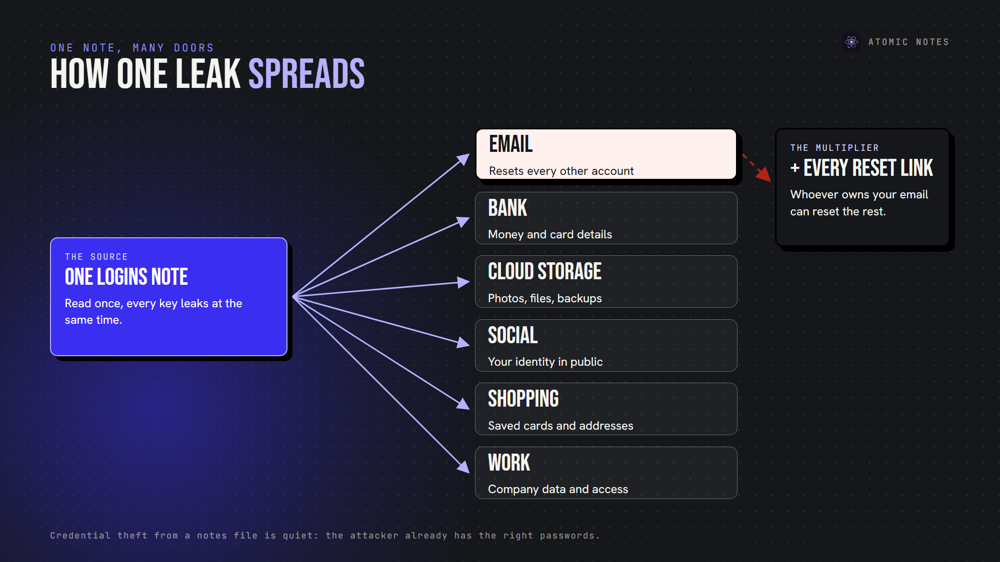 ONE NOTE, MANY DOORS
HOW ONE LEAK SPREADS
ATOMIC NOTES
THE SOURCE
ONE LOGINS NOTE
Read once, every key leaks at the
same time.
EMAIL
Resets every other account
BANK
Money and card details
CLOUD STORAGE
Photos, files, backups
SOCIAL
Your identity in public
SHOPPING
Saved cards and addresses
WORK
Company data and access
THE MULTIPLIER
+ EVERY RESET LINK
Whoever owns your email
can reset the rest.
Credential theft from a notes file is quiet: the attacker already has the right passwords.